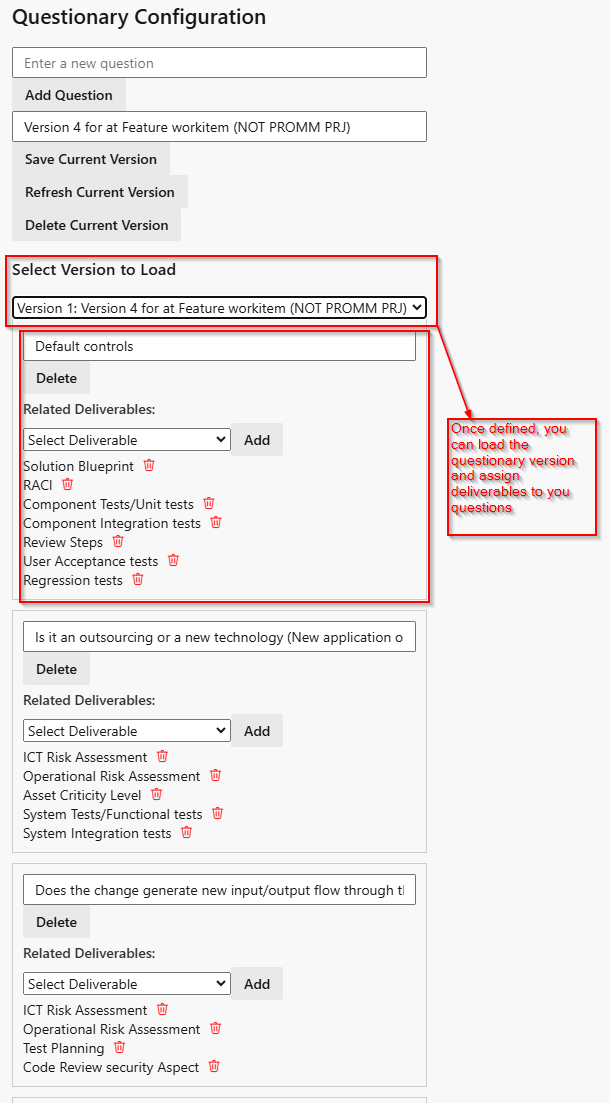 Questionary Configuration
Enter a new question
Add Question
Version 4 for at Feature workitem (NOT PROMM PRJ)
Save Current Version
Refresh Current Version
Delete Current Version
Select Version to Load
Version 1: Version 4 for at Feature workitem (NOT PROMM PRJ)
Default controls
Delete
Related Deliverables:
Select Deliverable
Add
Solution Blueprint
RACI
Component Tests/Unit tests
Component Integration tests
Review Steps
User Acceptance tests
Regression tests
Once defined, you
can load the
questionary version
and assign
deliverables to you
questions
Is it an outsourcing or a new technology (New application o
Delete
Related Deliverables:
Select Deliverable
Add
ICT Risk Assessment
Operational Risk Assessment
Asset Criticity Level
System Tests/Functional tests
System Integration tests
Does the change generate new input/output flow through th
Delete
Related Deliverables:
Select Deliverable
Add
ICT Risk Assessment
Operational Risk Assessment
Test Planning
Code Review security Aspect